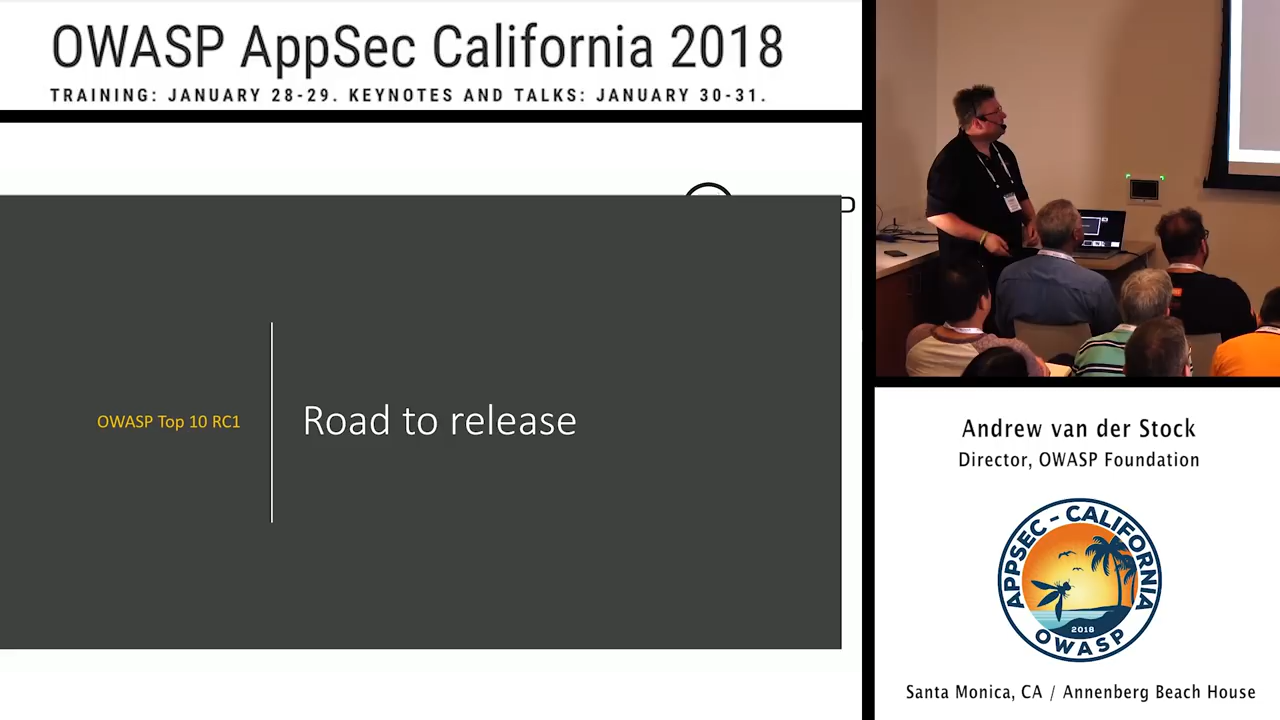 OWASP AppSec California 2018
TRAINING: JANUARY 28-29. KEYNOTES AND TALKS: JANUARY 30-31.
OWASP Top 10 RC1
Road to release
Andrew van der Stock
Director, OWASP Foundation
APPSEC - CALIFORNIA
2018
OWASP
Santa Monica, CA / Annenberg Beach House